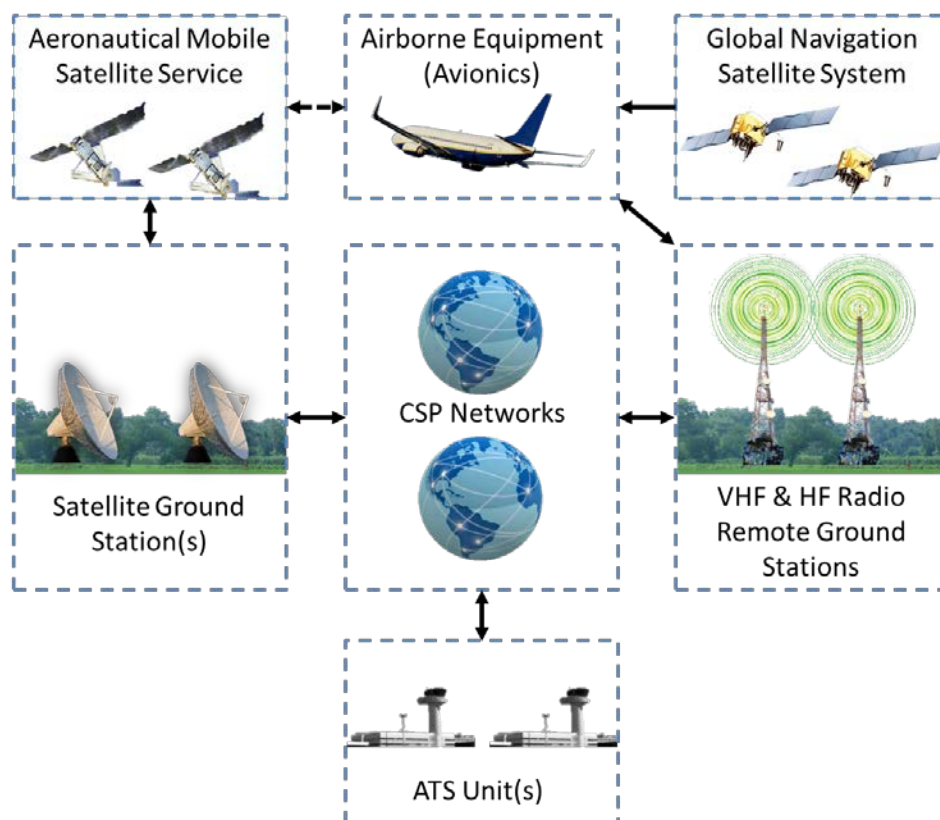 Aeronautical Mobile
Satellite Service
Airborne Equipment
(Avionics)
Global Navigation
Satellite System
CSP Networks
Satellite Ground
Station(s)
VHF & HF Radio
Remote Ground
Stations
ATS Unit(s)